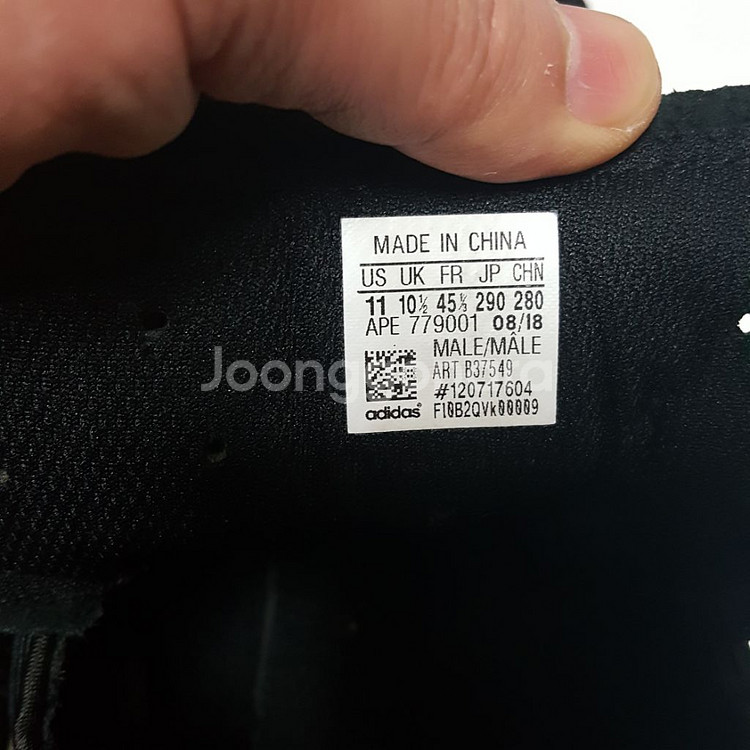 MADE IN CHINA
US UK FR JP CHN
11 10½ 45⅓ 290 280
APE 779001 08/18
MALE/MÂLE
ART B37549
#120717604
adidas® F10B2QVk00009